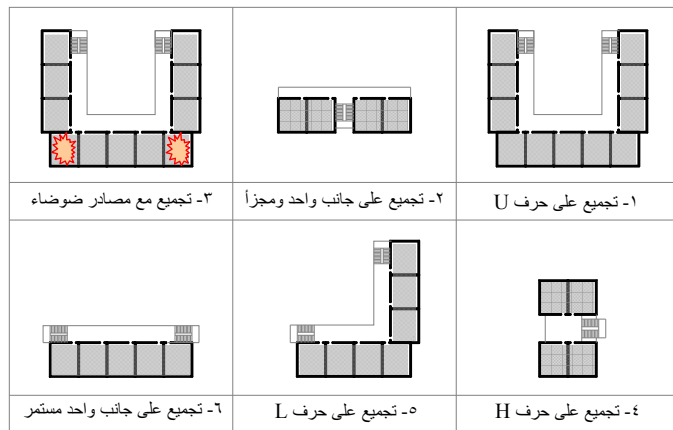 ١- تجميع على حرف U
٢- تجميع على جانب واحد ومجزأ
٣- تجميع مع مصادر ضوضاء
٤- تجميع على حرف H
٥- تجميع على حرف L
٦- تجميع على جانب واحد مستمر